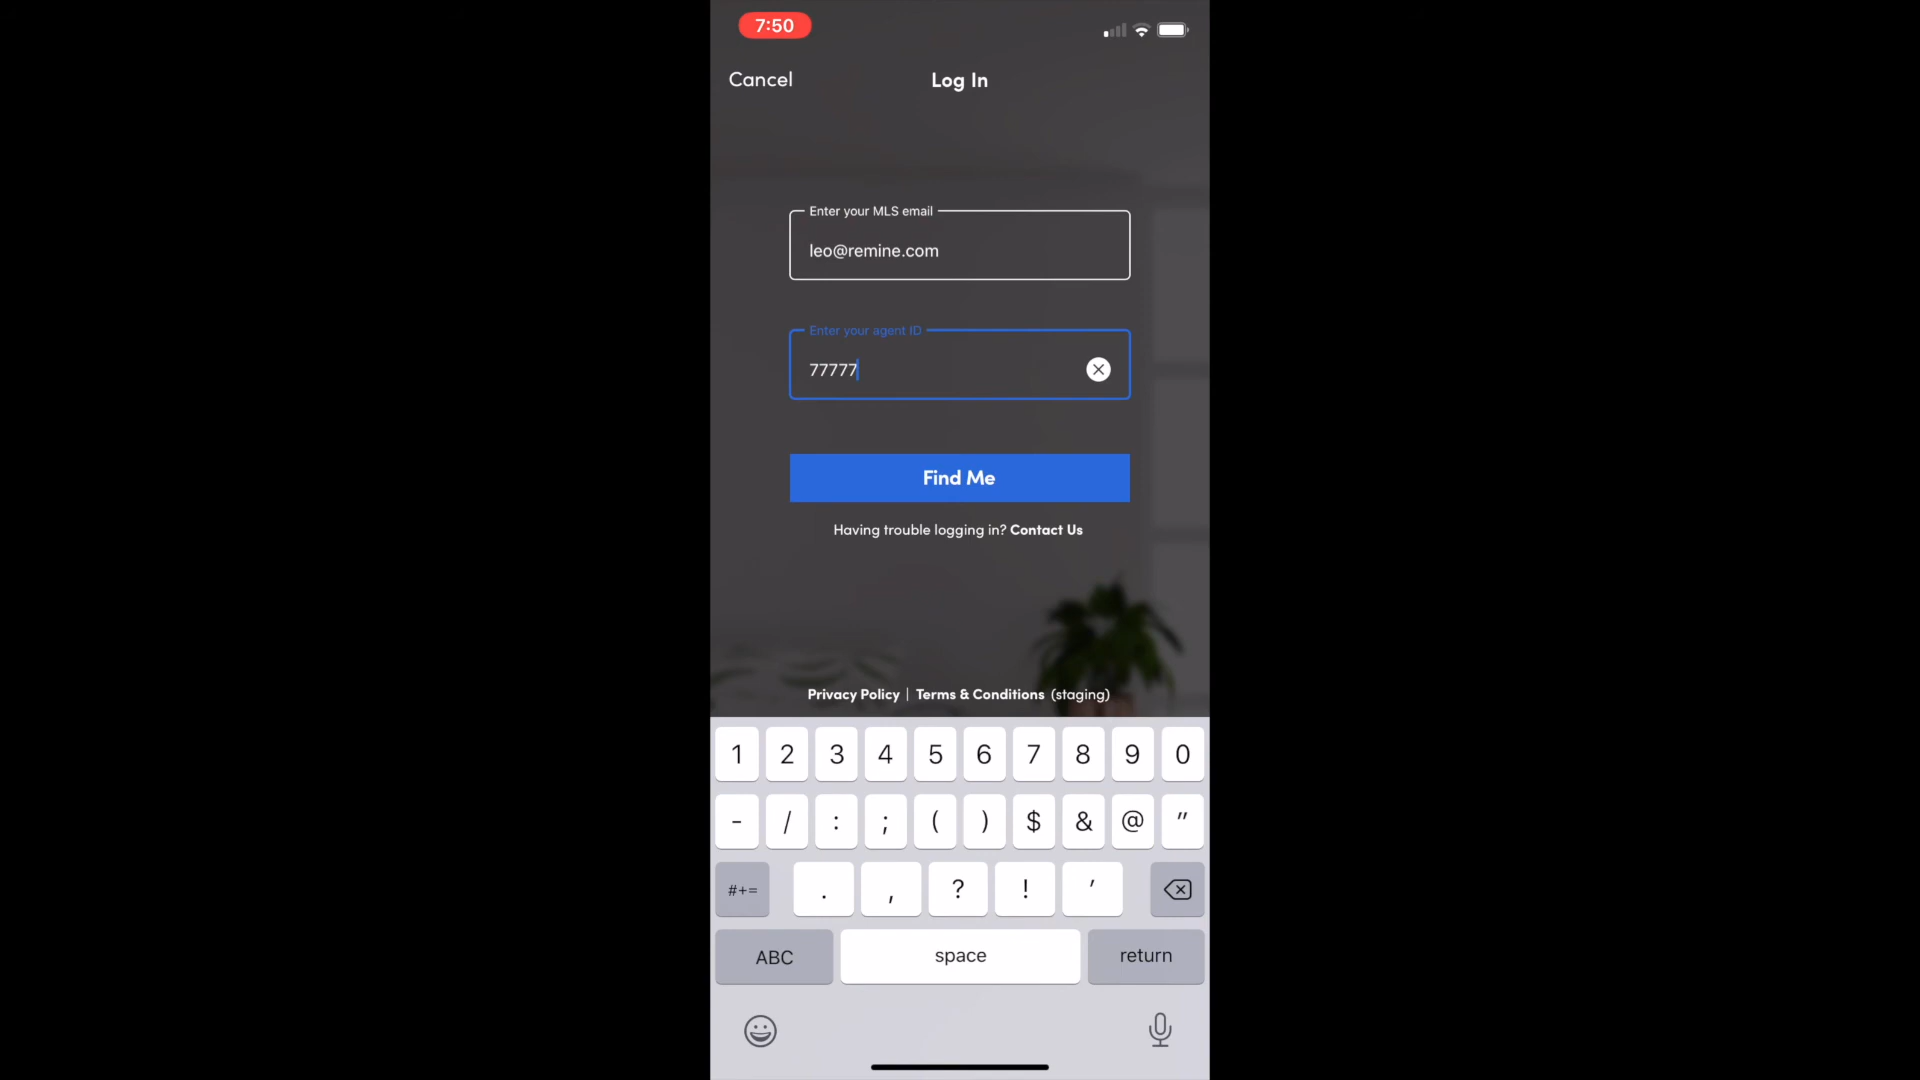 7:50
Cancel
Log In
Enter your MLS email
leo@remine.com
Enter your agent ID
77777
Find Me
Having trouble logging in? Contact Us
Privacy Policy | Terms & Conditions (staging)
1 2 3 4 5 6 7 8 9 0
- / : ; ( ) $ & @ "
#+= . , ? ! '
ABC space return